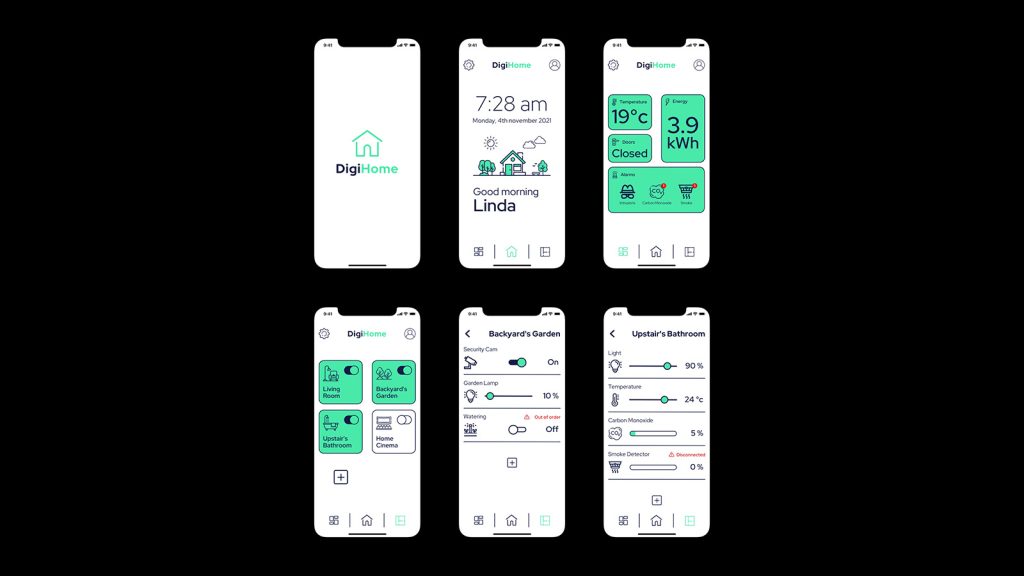 9:41
DigiHome
9:41
DigiHome
7:28 am
Monday, 4th november 2021
Good morning
Linda
9:41
DigiHome
Temperature
19°c
Energy
3.9
kWh
Doors
Closed
Alarms
Intrusions
CO₂
Carbon Monoxide
Smoke
9:41
DigiHome
Living
Room
Backyard's
Garden
Upstair's
Bathroom
Home
Cinema
9:41
Backyard's Garden
Security Cam
On
Garden Lamp
10 %
Watering
Out of order
Off
9:41
Upstair's Bathroom
Light
90 %
Temperature
24 °c
Carbon Monoxide
CO₂
5 %
Smoke Detector
Disconnected
0 %